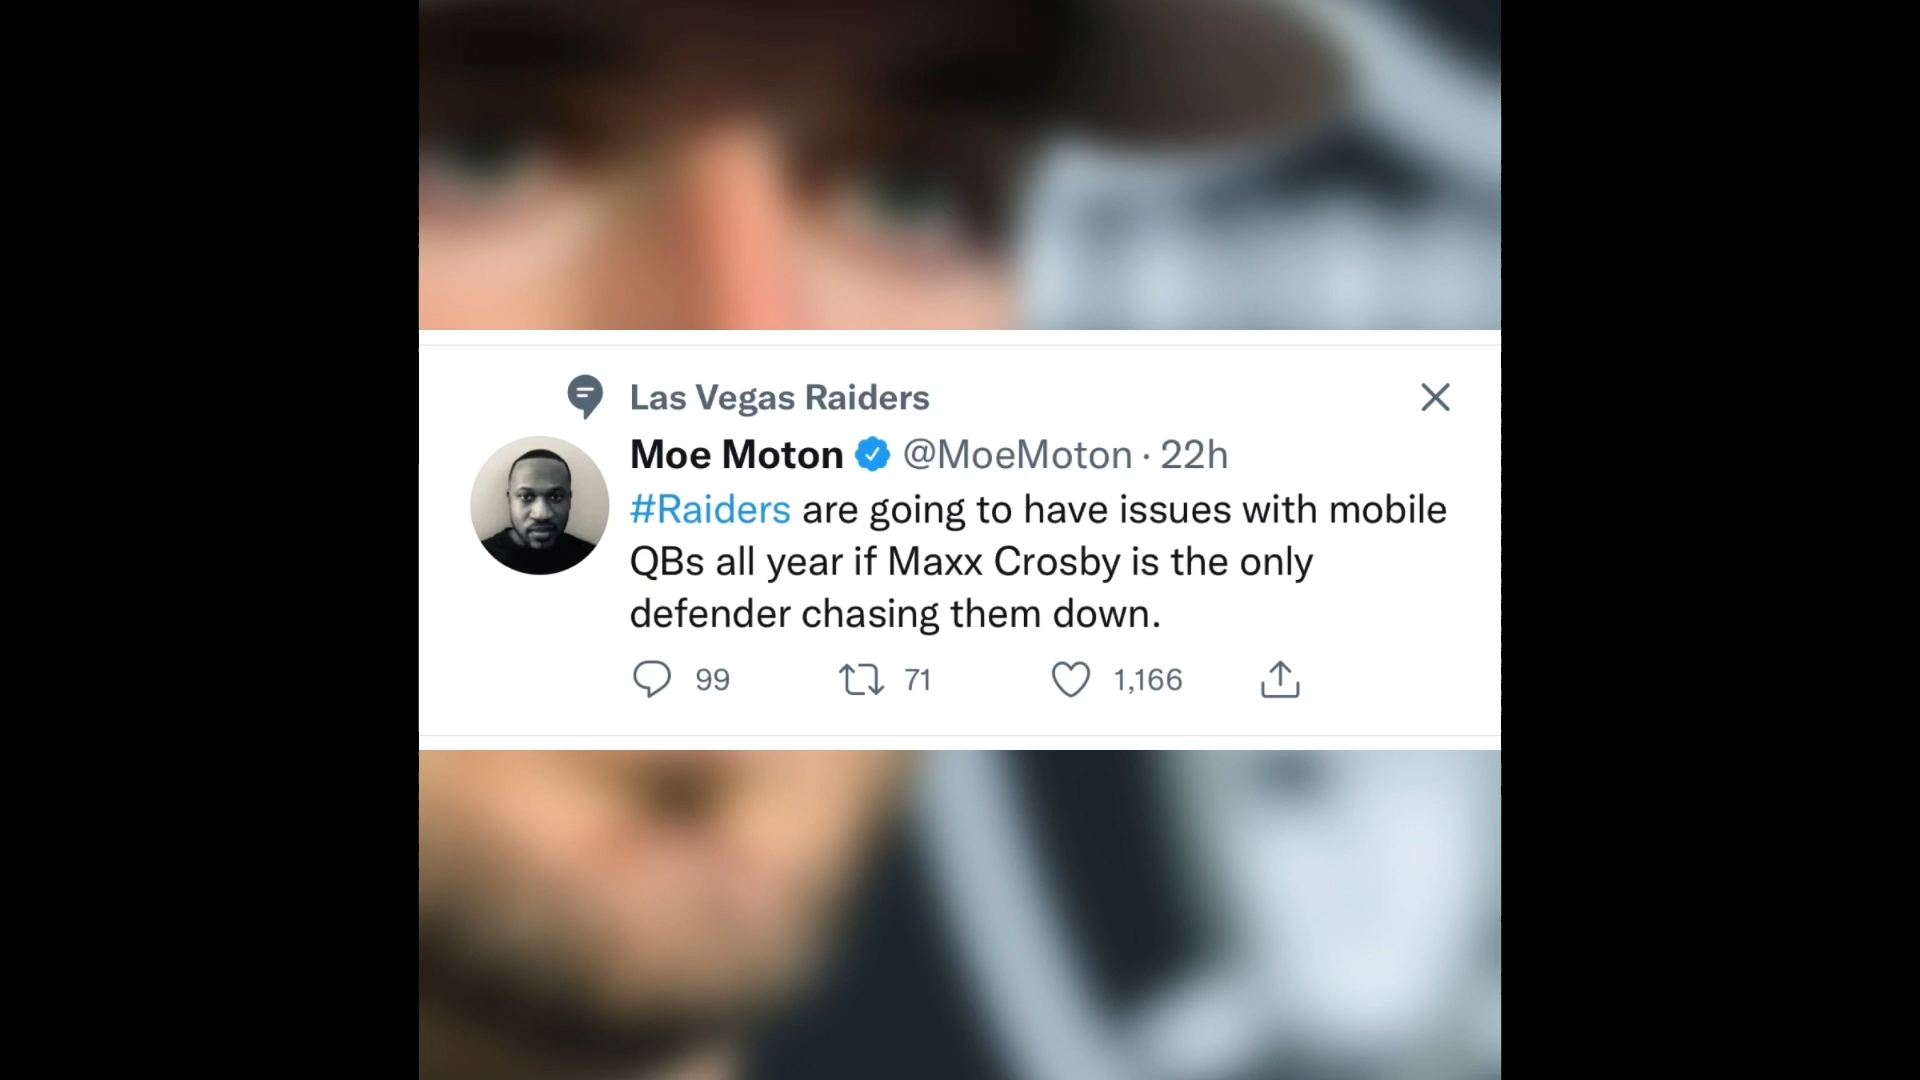 Las Vegas Raiders
Moe Moton @MoeMoton · 22h
#Raiders are going to have issues with mobile
QBs all year if Maxx Crosby is the only
defender chasing them down.
99 71 1,166